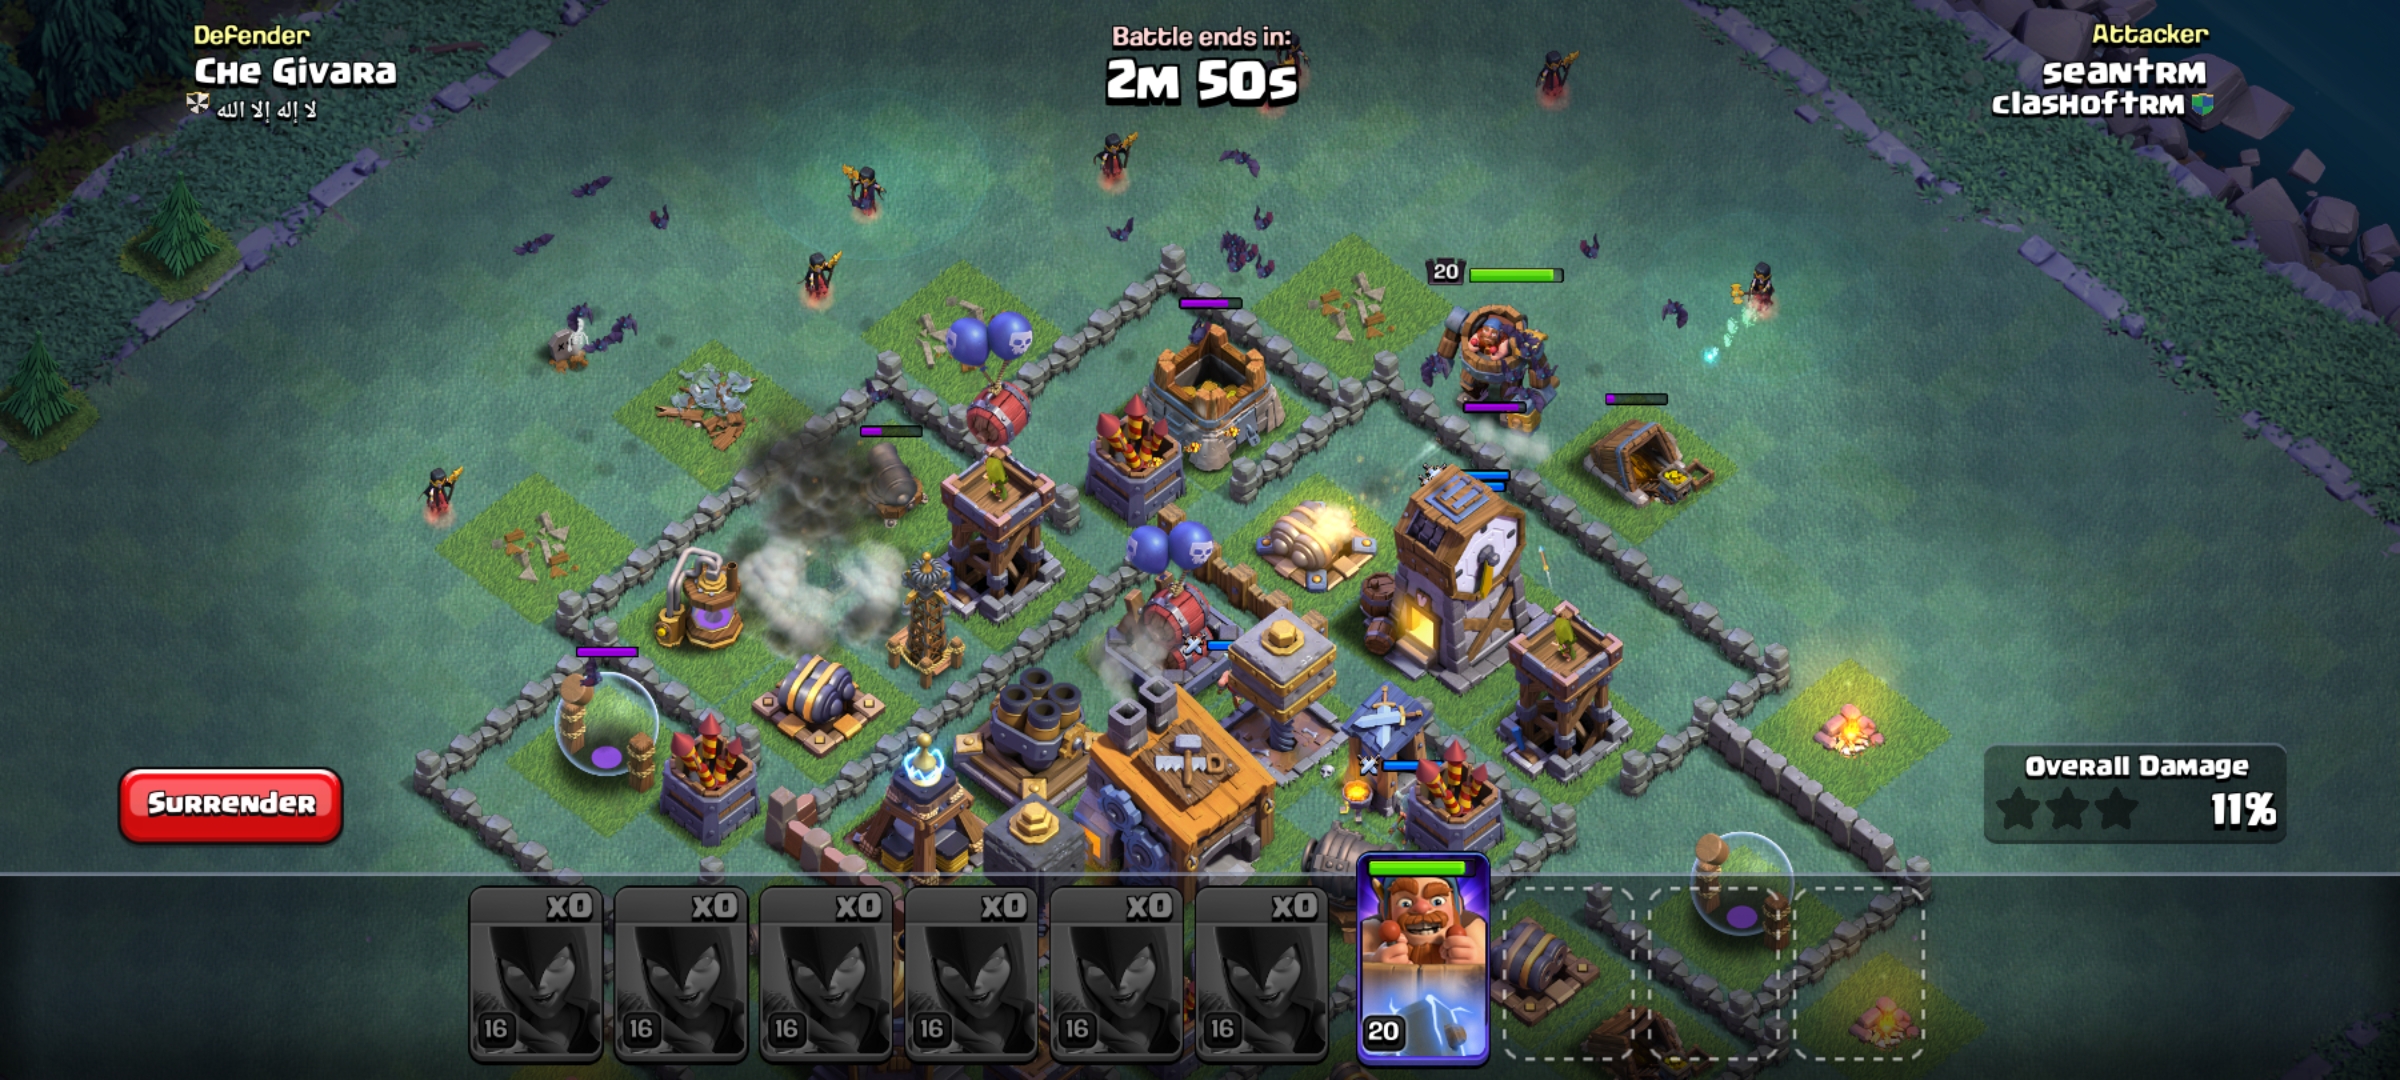 Defender
Che Givara
لا إله إلا الله
Battle ends in:
2m 50s
Attacker
seantrm
clashoftrm
20
Surrender
Overall Damage
11%
x0
x0
x0
x0
x0
x0
16
16
16
16
16
16
20